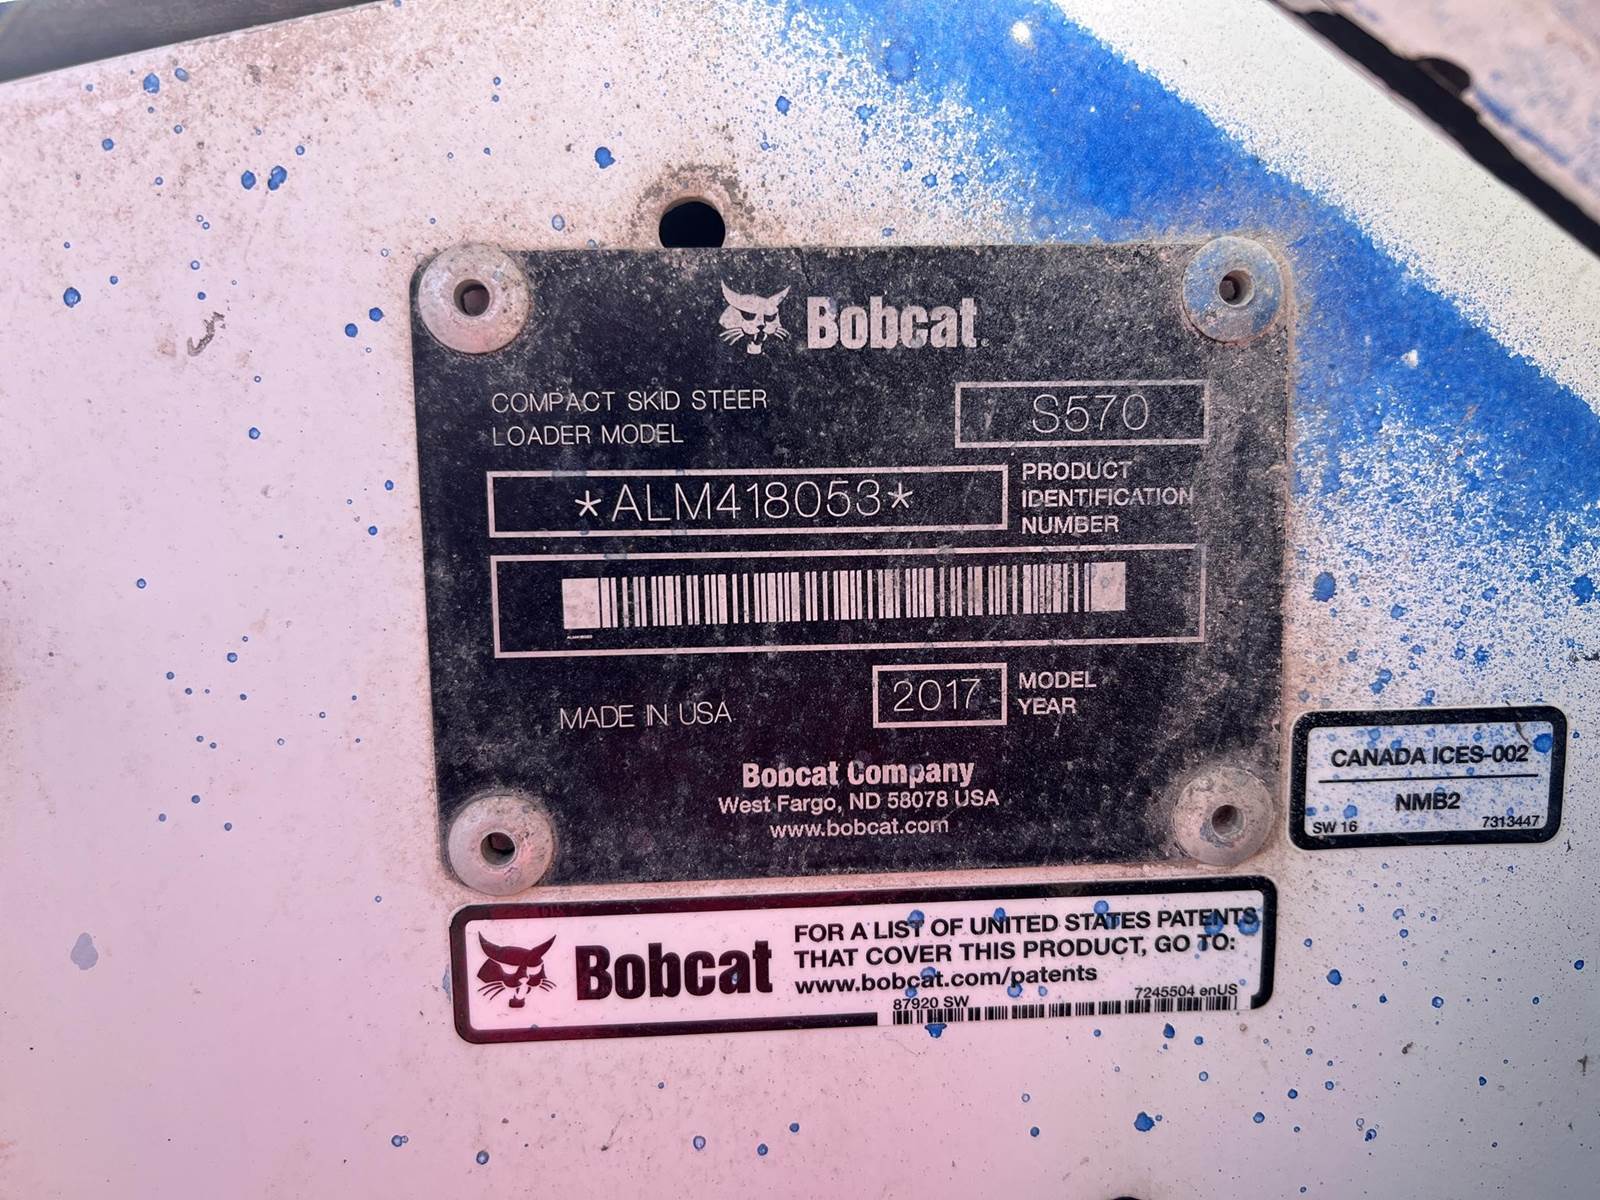 Bobcat
COMPACT SKID STEER
LOADER MODEL
S570
*ALM418053*
PRODUCT
IDENTIFICATION
NUMBER
MADE IN USA
2017
MODEL
YEAR
Bobcat Company
West Fargo, ND 58078 USA
www.bobcat.com
CANADA ICES-002
NMB2
SW 16
7313447
Bobcat
FOR A LIST OF UNITED STATES PATENTS
THAT COVER THIS PRODUCT, GO TO:
www.bobcat.com/patents
87920 SW
7245504 enUS